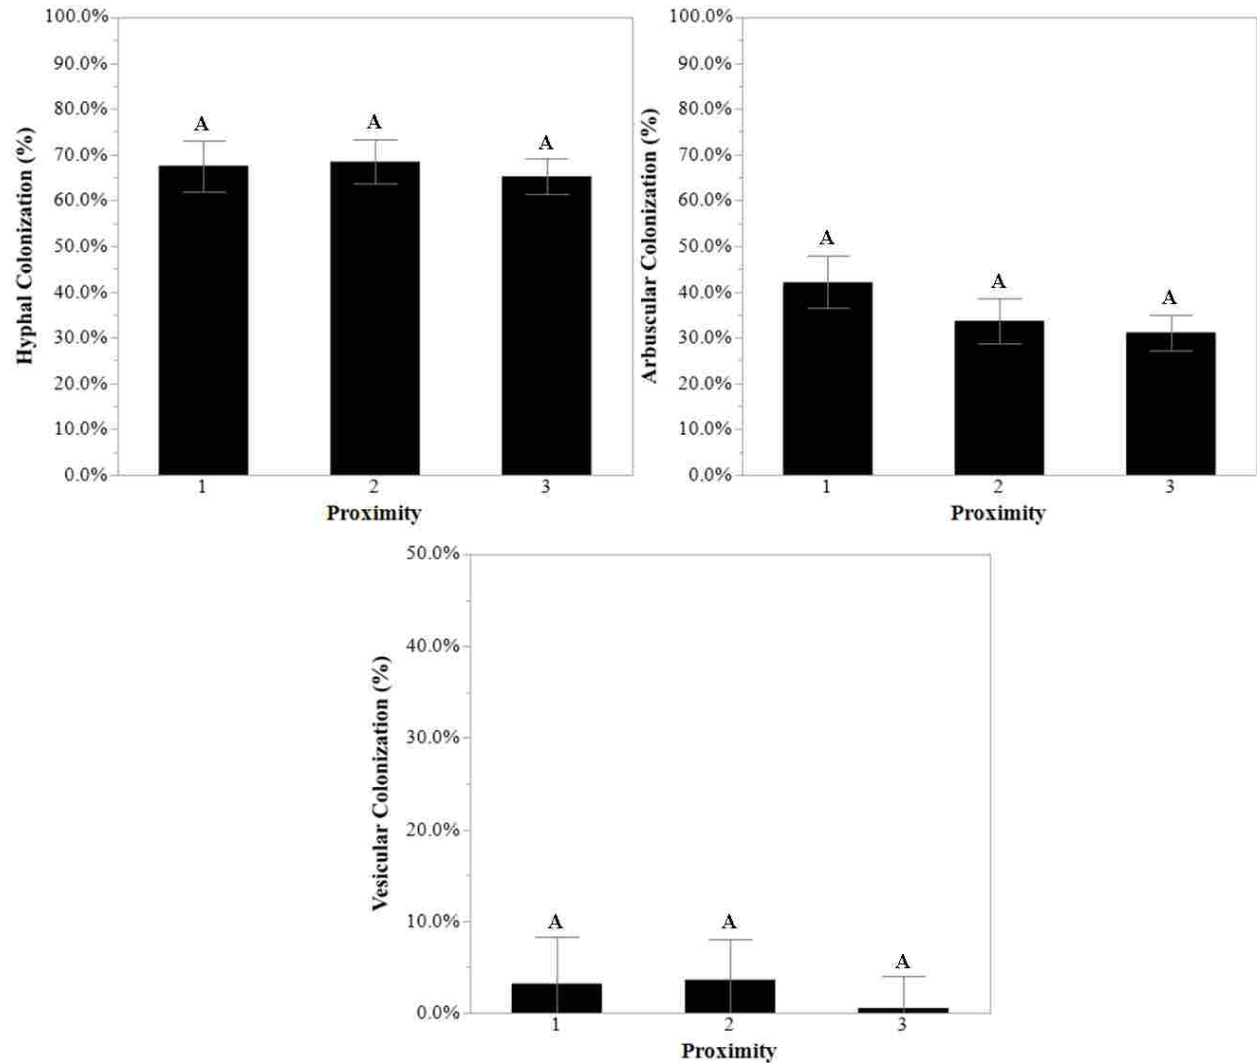 Hyphal Colonization (%)
100.0%
90.0%
80.0%
70.0%
60.0%
50.0%
40.0%
30.0%
20.0%
10.0%
0.0%
A
A
A
1
2
3
Proximity
Arbuscular Colonization (%)
100.0%
90.0%
80.0%
70.0%
60.0%
50.0%
40.0%
30.0%
20.0%
10.0%
0.0%
A
A
A
1
2
3
Proximity
Vesicular Colonization (%)
50.0%
40.0%
30.0%
20.0%
10.0%
0.0%
A
A
A
1
2
3
Proximity